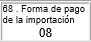 68 . Forma de pago
de la importación
08